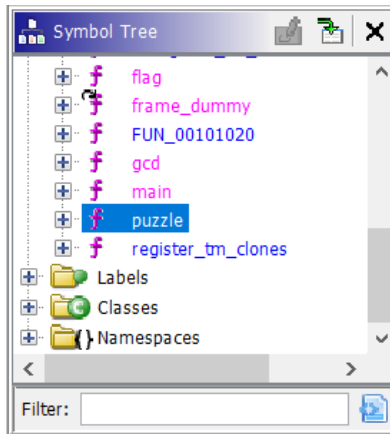 Symbol Tree
flag
frame_dummy
FUN_00101020
gcd
main
puzzle
register_tm_clones
Labels
Classes
Namespaces
Filter: